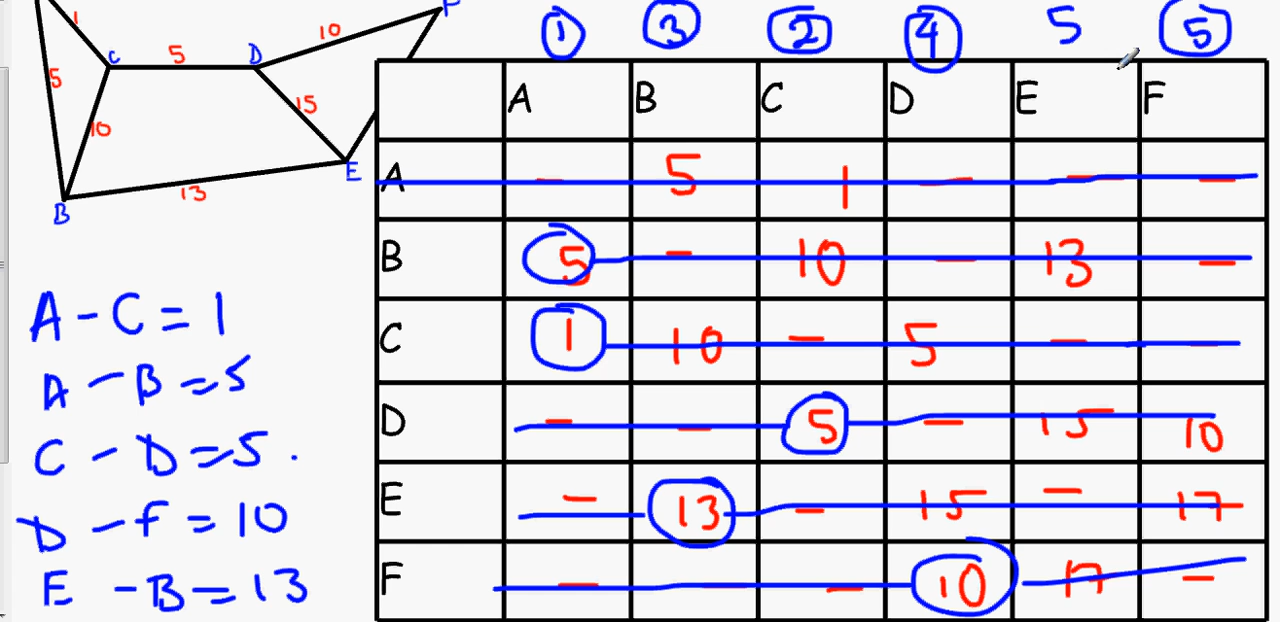 1
C
5
D
10
F
5
10
15
B
13
E
1 3 2 4 5 5
A B C D E F
A - 5 1 - - -
B 5 - 10 - 13 -
C 1 10 - 5 -
D - - 5 - 15 10
E - 13 - 15 - 17
F - - - 10 17 -
A - C = 1
A - B = 5
C - D = 5 .
D - F = 10
E - B = 13